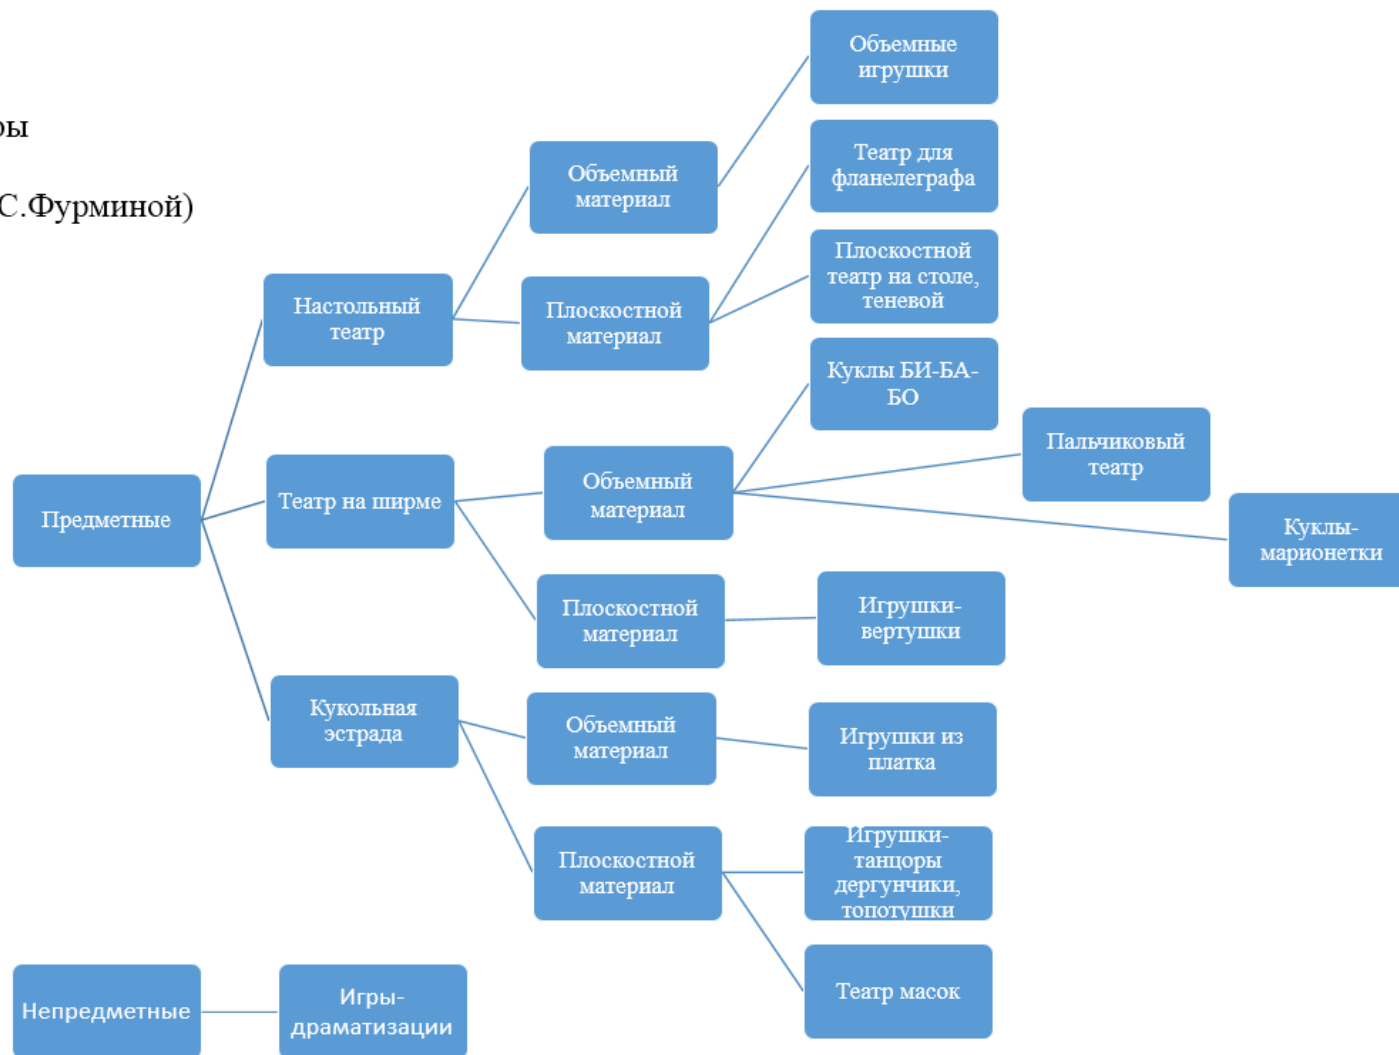 С.Фурминой)
Предметные
Настольный
театр
Объемный
материал
Объемные
игрушки
Плоскостной
материал
Театр для
фланелеграфа
Плоскостной
театр на столе,
теневой
Театр на ширме
Объемный
материал
Куклы БИ-БА-
БО
Пальчиковый
театр
Куклы-
марионетки
Плоскостной
материал
Игрушки-
вертушки
Кукольная
эстрада
Объемный
материал
Игрушки из
платка
Плоскостной
материал
Игрушки-
танцоры
дергунчики,
топотушки
Театр масок
Непредметные
Игры-
драматизации